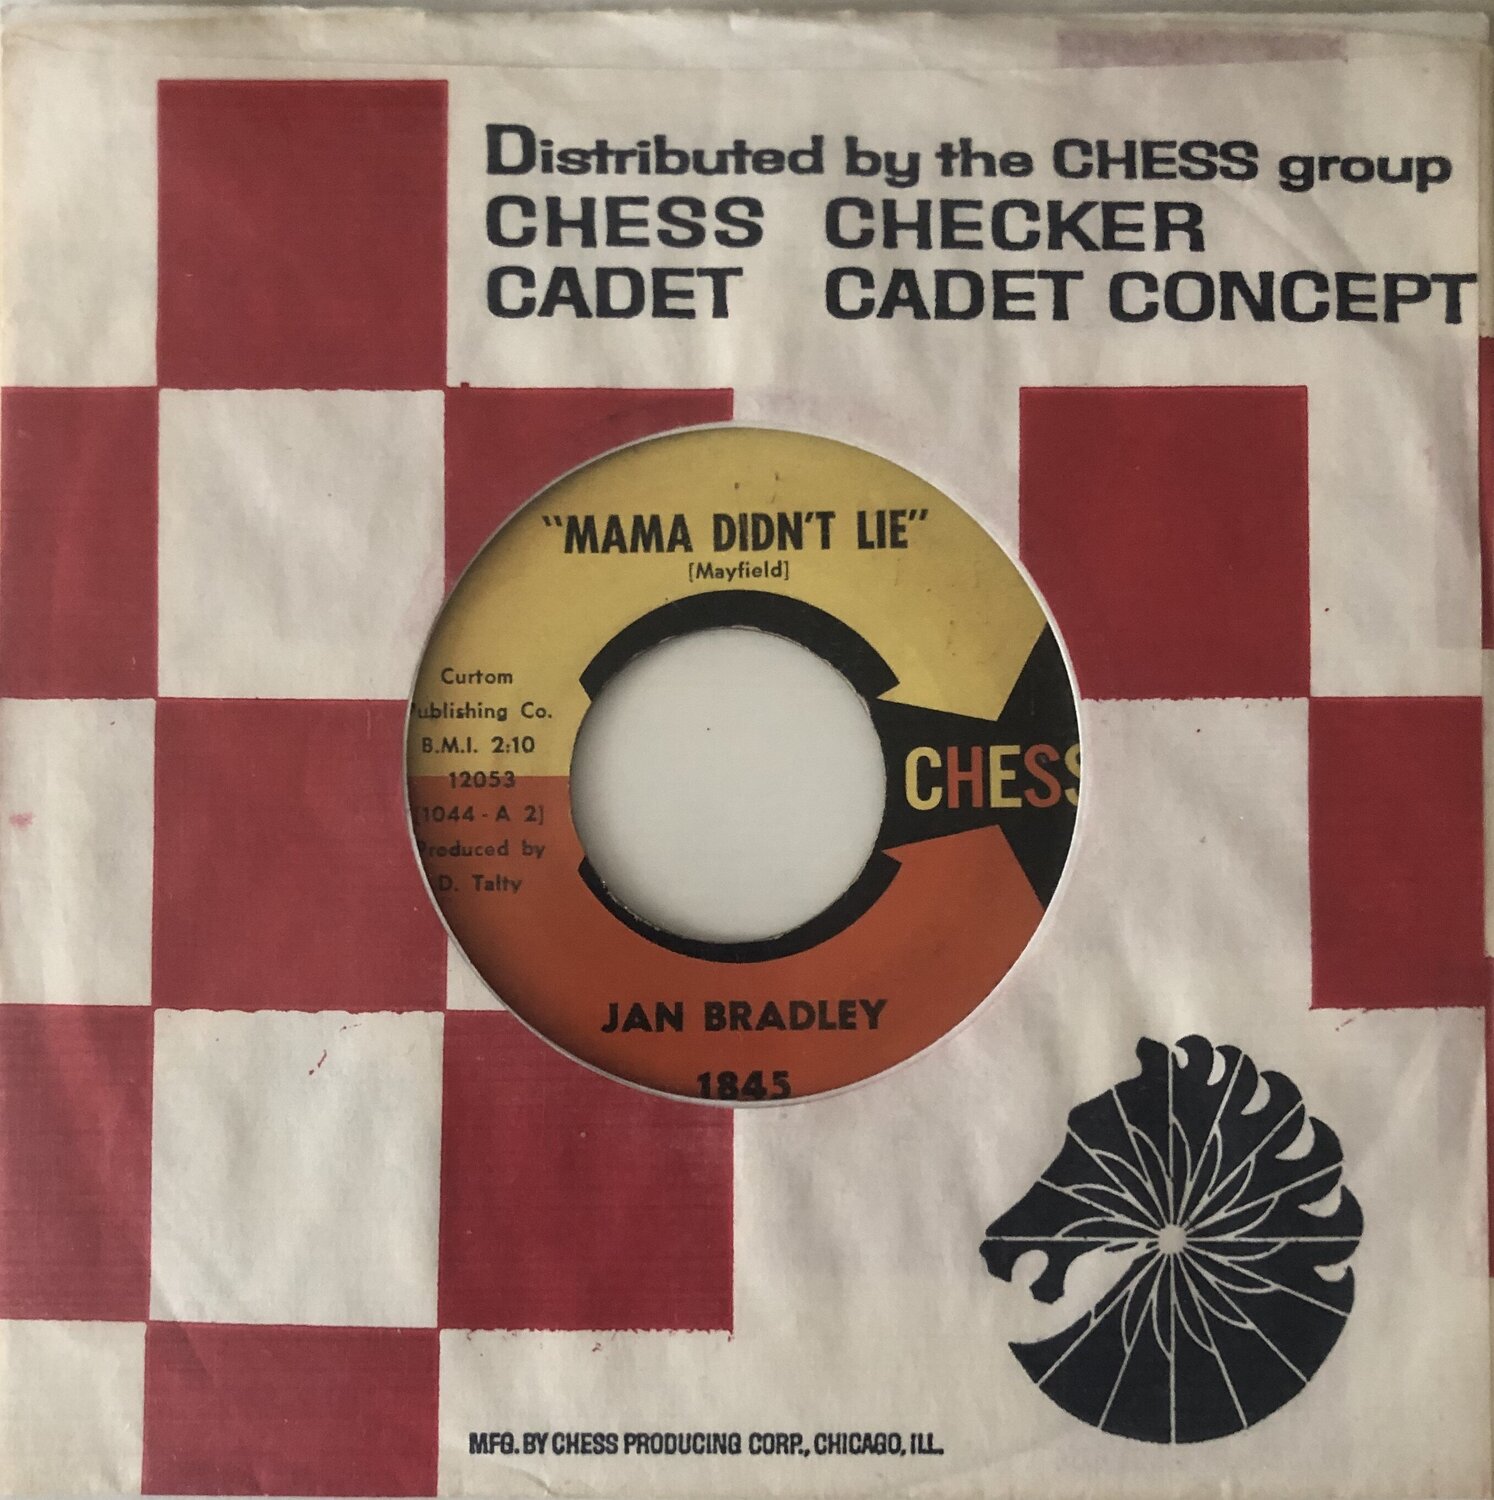 Distributed by the CHESS group
CHESS CHECKER
CADET CADET CONCEPT
"MAMA DIDN'T LIE"
[Mayfield]
Curtom
Publishing Co.
B.M.I. 2:10
12053
[1044 - A 2]
Produced by
D. Talty
CHESS
JAN BRADLEY
1845
MFG. BY CHESS PRODUCING CORP., CHICAGO, ILL.